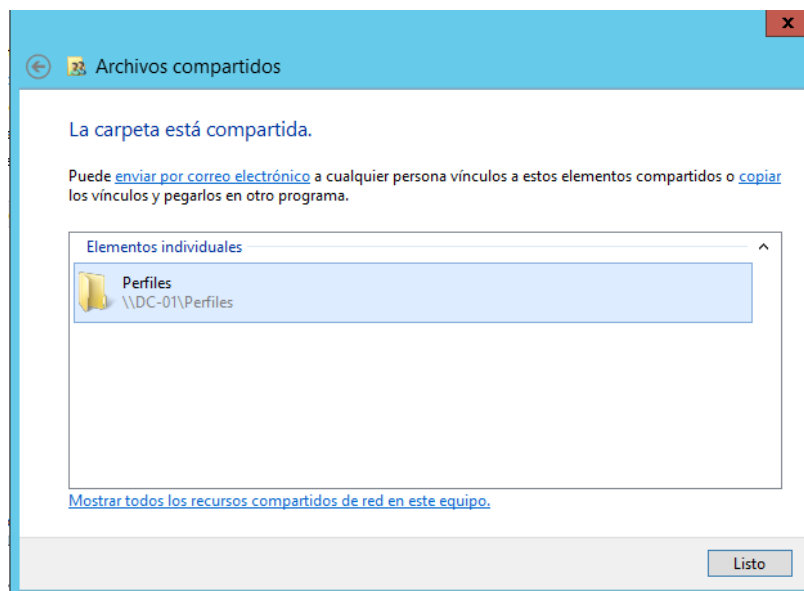 x
Archivos compartidos
La carpeta está compartida.
Puede enviar por correo electrónico a cualquier persona vínculos a estos elementos compartidos o copiar
los vínculos y pegarlos en otro programa.
Elementos individuales
Perfiles
\\DC-01\Perfiles
Mostrar todos los recursos compartidos de red en este equipo.
Listo